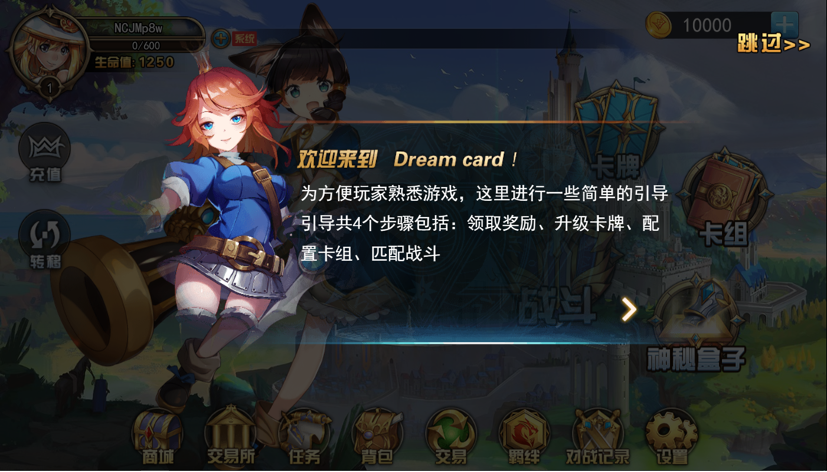 NCJMp8w
系统
10000
0/600
跳过>>
生命值: 1250
1
欢迎来到 Dream card！
卡牌
充值
为方便玩家熟悉游戏，这里进行一些简单的引导
引导共4个步骤包括：领取奖励、升级卡牌、配
置卡组、匹配战斗
卡组
转移
战斗
神秘盒子
商城 交易所 任务 背包 交易 羁绊 对战记录 设置